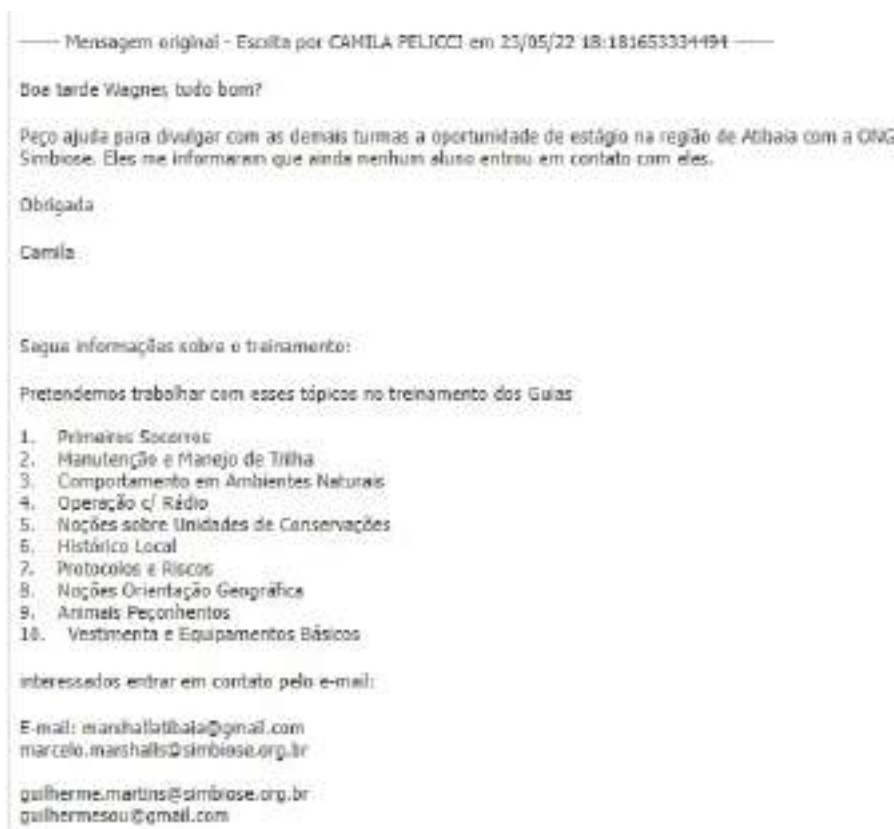 ------ Mensagem original - Escrita por CAMILA PELICCI em 23/05/22 18:181653334494 ------
Boa tarde Wagner, tudo bom?
Peço ajuda para divulgar com as demais turmas a oportunidade de estágio na região de Atibaia com a ONG
Simbiose. Eles me informaram que ainda nenhum aluno entrou em contato com eles.
Obrigada
Camila
Segue informações sobre o treinamento:
Pretendemos trabalhar com esses tópicos no treinamento dos Guias
1. Primeiros Socorros
2. Manutenção e Manejo de Trilha
3. Comportamento em Ambientes Naturais
4. Operação c/ Rádio
5. Noções sobre Unidades de Conservações
6. Histórico Local
7. Protocolos e Riscos
8. Noções Orientação Geográfica
9. Animais Peçonhentos
10. Vestimenta e Equipamentos Básicos
interessados entrar em contato pelo e-mail:
E-mail: marshallatibaia@gmail.com
marcelo.marshalls@simbiose.org.br
guilherme.martins@simbiose.org.br
guilhermesou@gmail.com